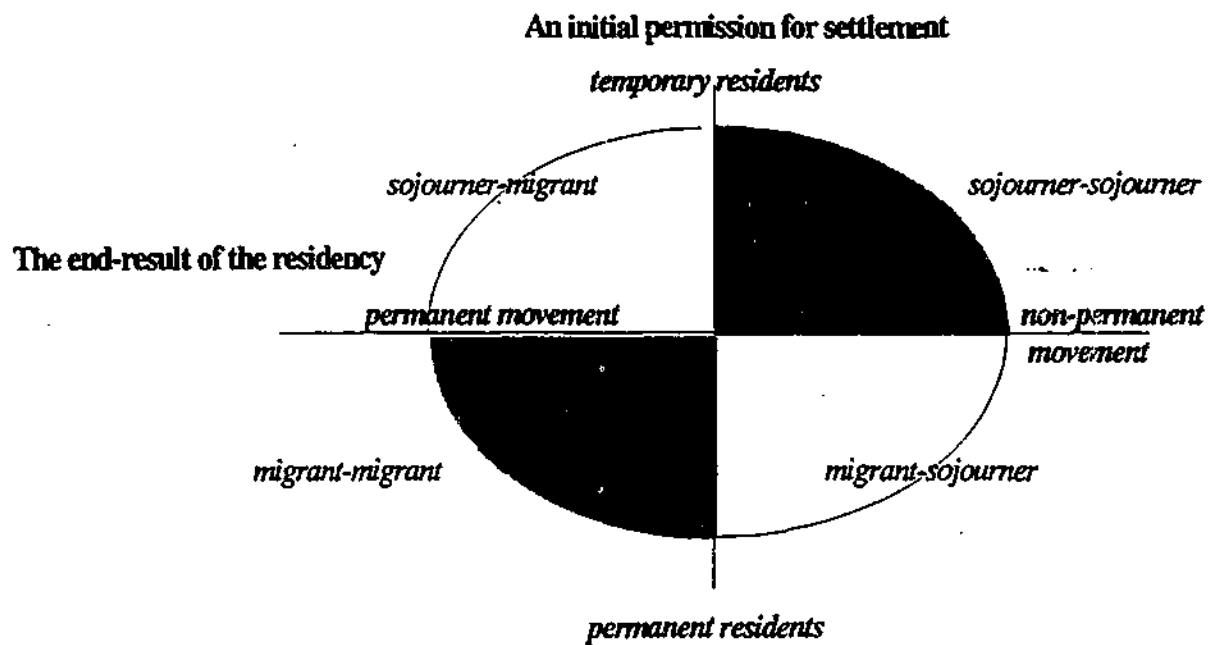 An initial permission for settlement
temporary residents
sojourner-migrant
sojourner-sojourner
The end-result of the residency
permanent movement
non-permanent
movement
migrant-migrant
migrant-sojourner
permanent residents